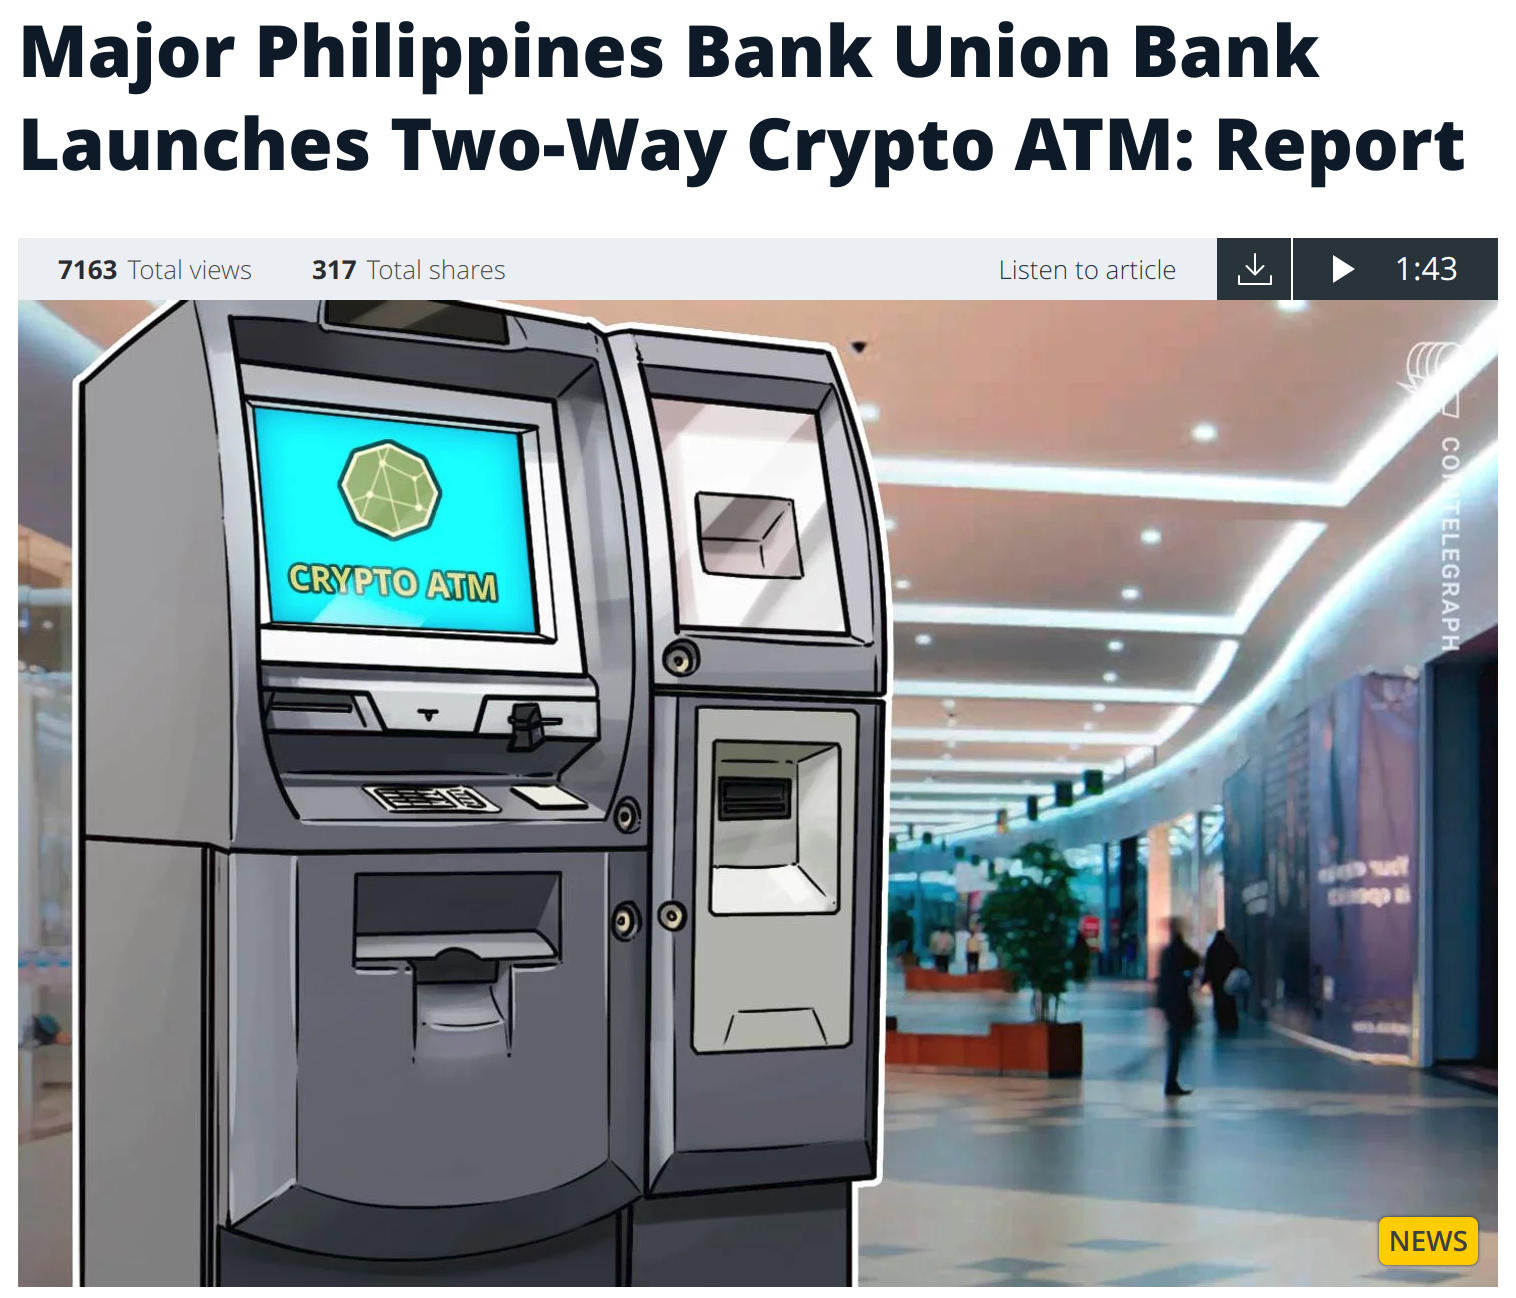 Major Philippines Bank Union Bank
Launches Two-Way Crypto ATM: Report
7163 Total views
317 Total shares
Listen to article
1:43
COINTELEGRAPH
CRYPTO ATM
NEWS